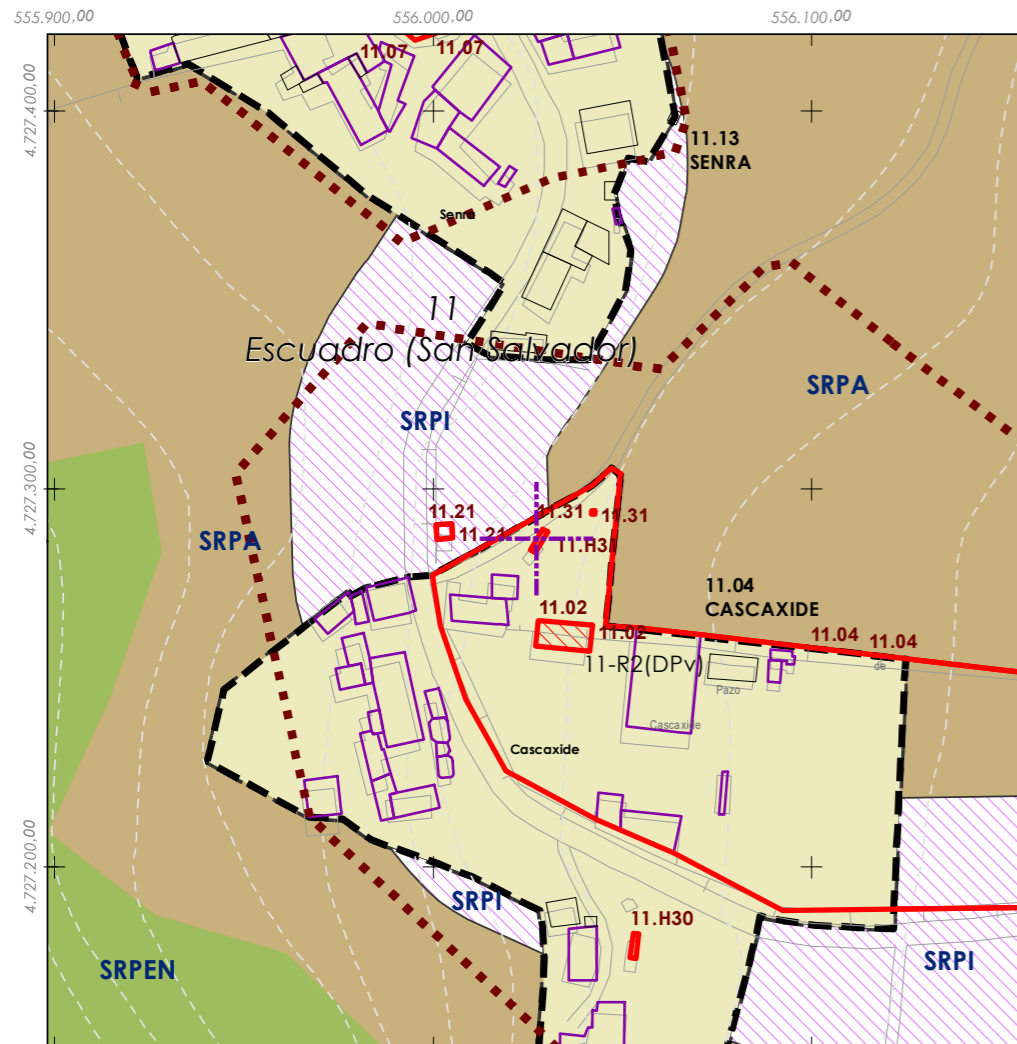 555.900,00
556.000,00
556.100,00
11.07
11.07
4.727.400,00
11.13
SENRA
Senra
11
Escuadro (San Salvador)
SRPA
SRPI
4.727.300,00
11.21
11.31
11.31
11.21
SRPA
11.H31
11.04
CASCAXIDE
11.02
11.02
11.04
11.04
11-R2(DPv)
de
Pazo
Cascaxide
Cascaxide
4.727.200,00
SRPI
11.H30
SRPEN
SRPI